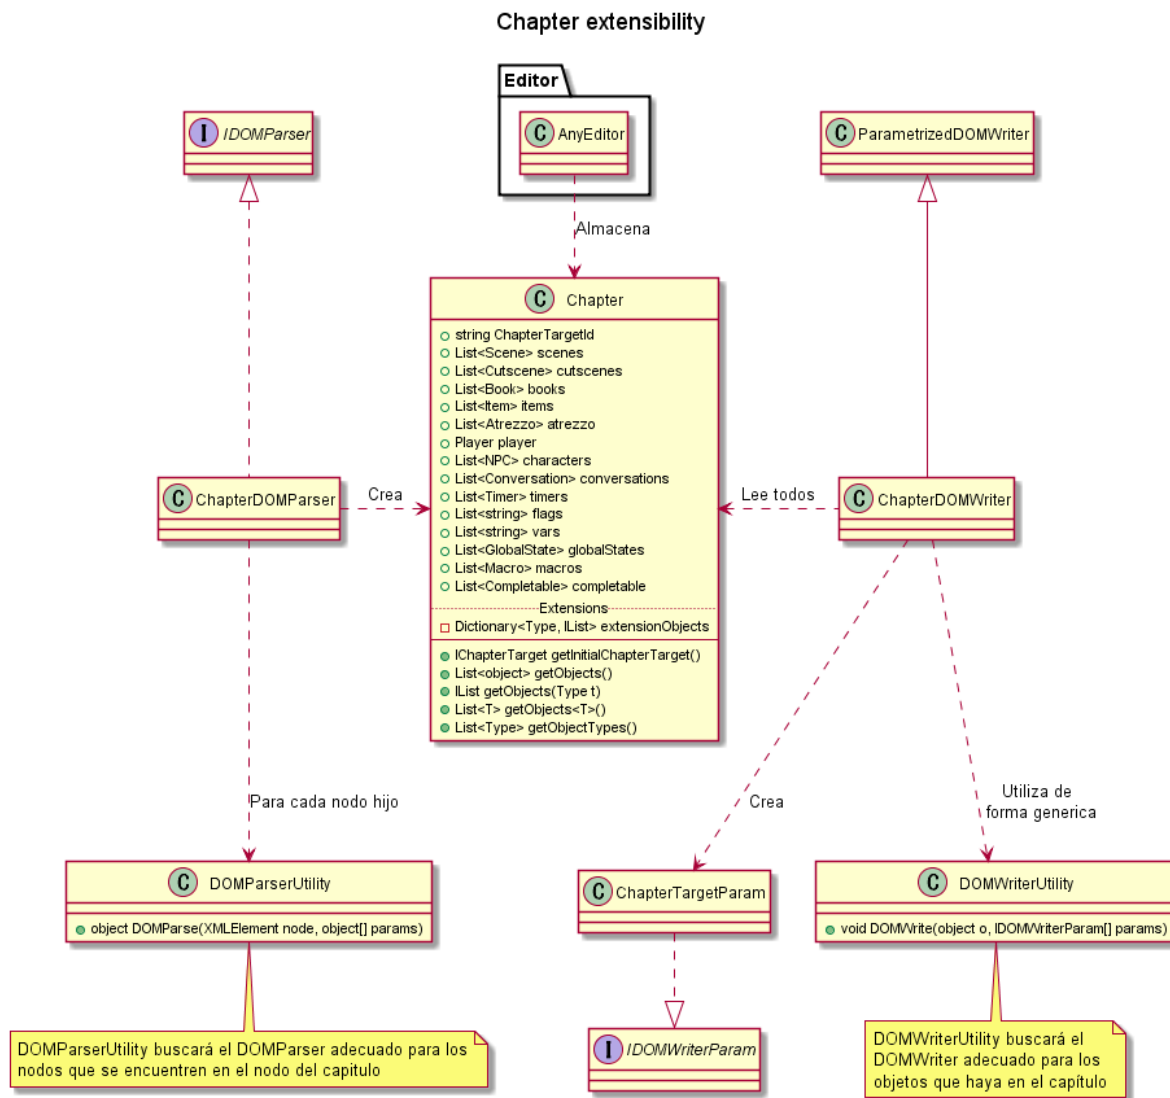 Chapter extensibility
Editor
I IDOMParser
C AnyEditor
C ParametrizedDOMWriter
Almacena
C Chapter
string ChapterTargetId
List<Scene> scenes
List<Cutscene> cutscenes
List<Book> books
List<Item> items
List<Atrezzo> atrezzo
Player player
List<NPC> characters
List<Conversation> conversations
List<Timer> timers
List<string> flags
List<string> vars
List<GlobalState> globalStates
List<Macro> macros
List<Completable> completable
Extensions
Dictionary<Type, IList> extensionObjects
IChapterTarget getInitialChapterTarget()
List<object> getObjects()
IList getObjects(Type t)
List<T> getObjects<T>()
List<Type> getObjectTypes()
C ChapterDOMParser
Crea
Lee todos
C ChapterDOMWriter
Para cada nodo hijo
Crea
Utiliza de
forma generica
C DOMParserUtility
object DOMParse(XMLElement node, object[] params)
C ChapterTargetParam
C DOMWriterUtility
void DOMWrite(object o, IDOMWriterParam[] params)
DOMParserUtility buscará el DOMParser adecuado para los
nodos que se encuentren en el nodo del capitulo
I IDOMWriterParam
DOMWriterUtility buscará el
DOMWriter adecuado para los
objetos que haya en el capítulo